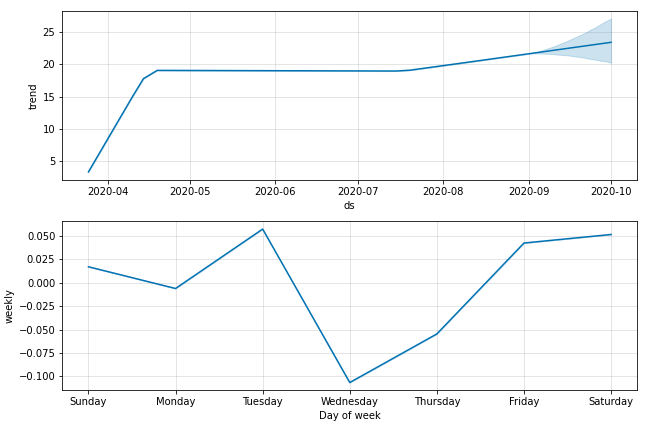 25
20
15
10
5
trend
2020-04 2020-05 2020-06 2020-07 2020-08 2020-09 2020-10
ds
0.050
0.025
0.000
−0.025
−0.050
−0.075
−0.100
weekly
Sunday Monday Tuesday Wednesday Thursday Friday Saturday
Day of week